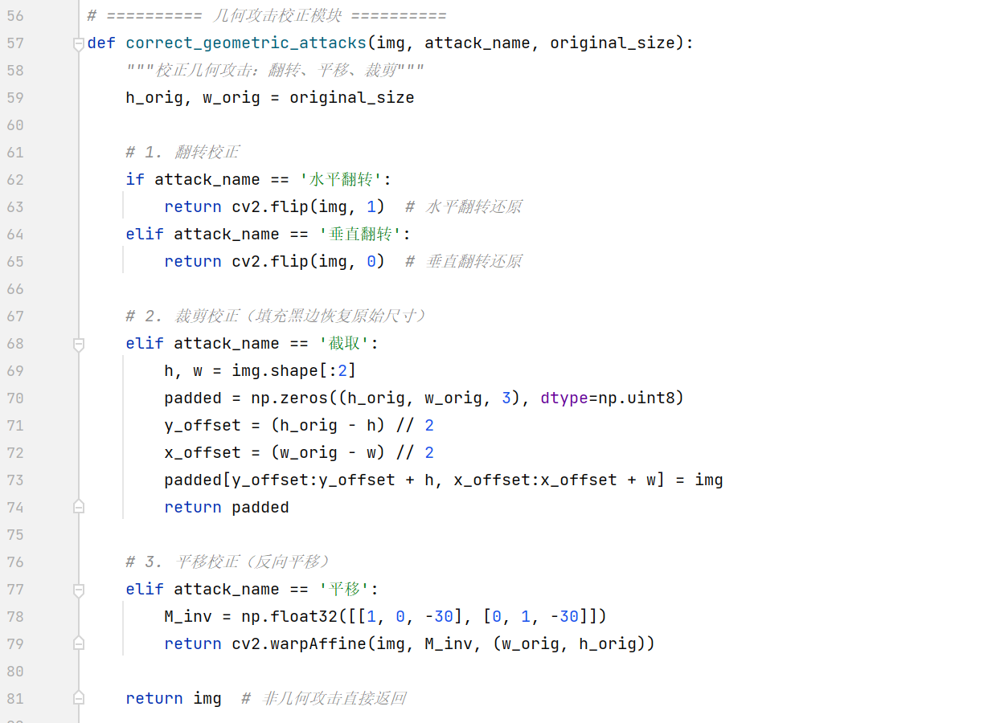 56 # ========== 几何攻击校正模块 ==========
57 def correct_geometric_attacks(img, attack_name, original_size):
58     """校正几何攻击：翻转、平移、裁剪"""
59     h_orig, w_orig = original_size
60
61     # 1. 翻转校正
62     if attack_name == '水平翻转':
63         return cv2.flip(img, 1)  # 水平翻转还原
64     elif attack_name == '垂直翻转':
65         return cv2.flip(img, 0)  # 垂直翻转还原
66
67     # 2. 裁剪校正（填充黑边恢复原始尺寸）
68     elif attack_name == '截取':
69         h, w = img.shape[:2]
70         padded = np.zeros((h_orig, w_orig, 3), dtype=np.uint8)
71         y_offset = (h_orig - h) // 2
72         x_offset = (w_orig - w) // 2
73         padded[y_offset:y_offset + h, x_offset:x_offset + w] = img
74         return padded
75
76     # 3. 平移校正（反向平移）
77     elif attack_name == '平移':
78         M_inv = np.float32([[1, 0, -30], [0, 1, -30]])
79         return cv2.warpAffine(img, M_inv, (w_orig, h_orig))
80
81     return img  # 非几何攻击直接返回